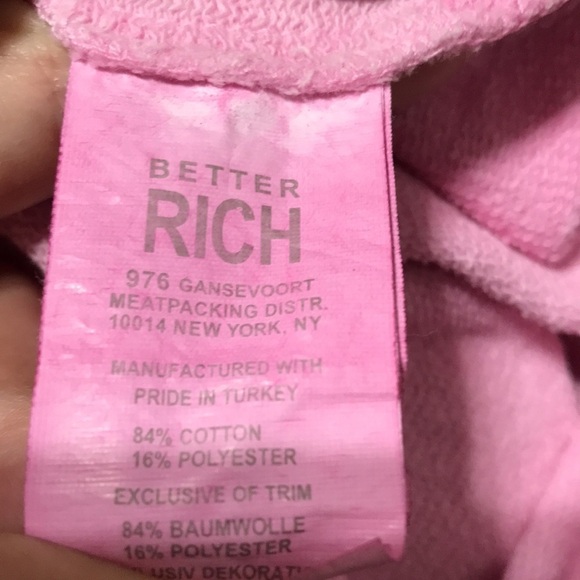 BETTER
RICH
976 GANSEVOORT
MEATPACKING DISTR.
10014 NEW YORK, NY
MANUFACTURED WITH
PRIDE IN TURKEY
84% COTTON
16% POLYESTER
EXCLUSIVE OF TRIM
84% BAUMWOLLE
16% POLYESTER